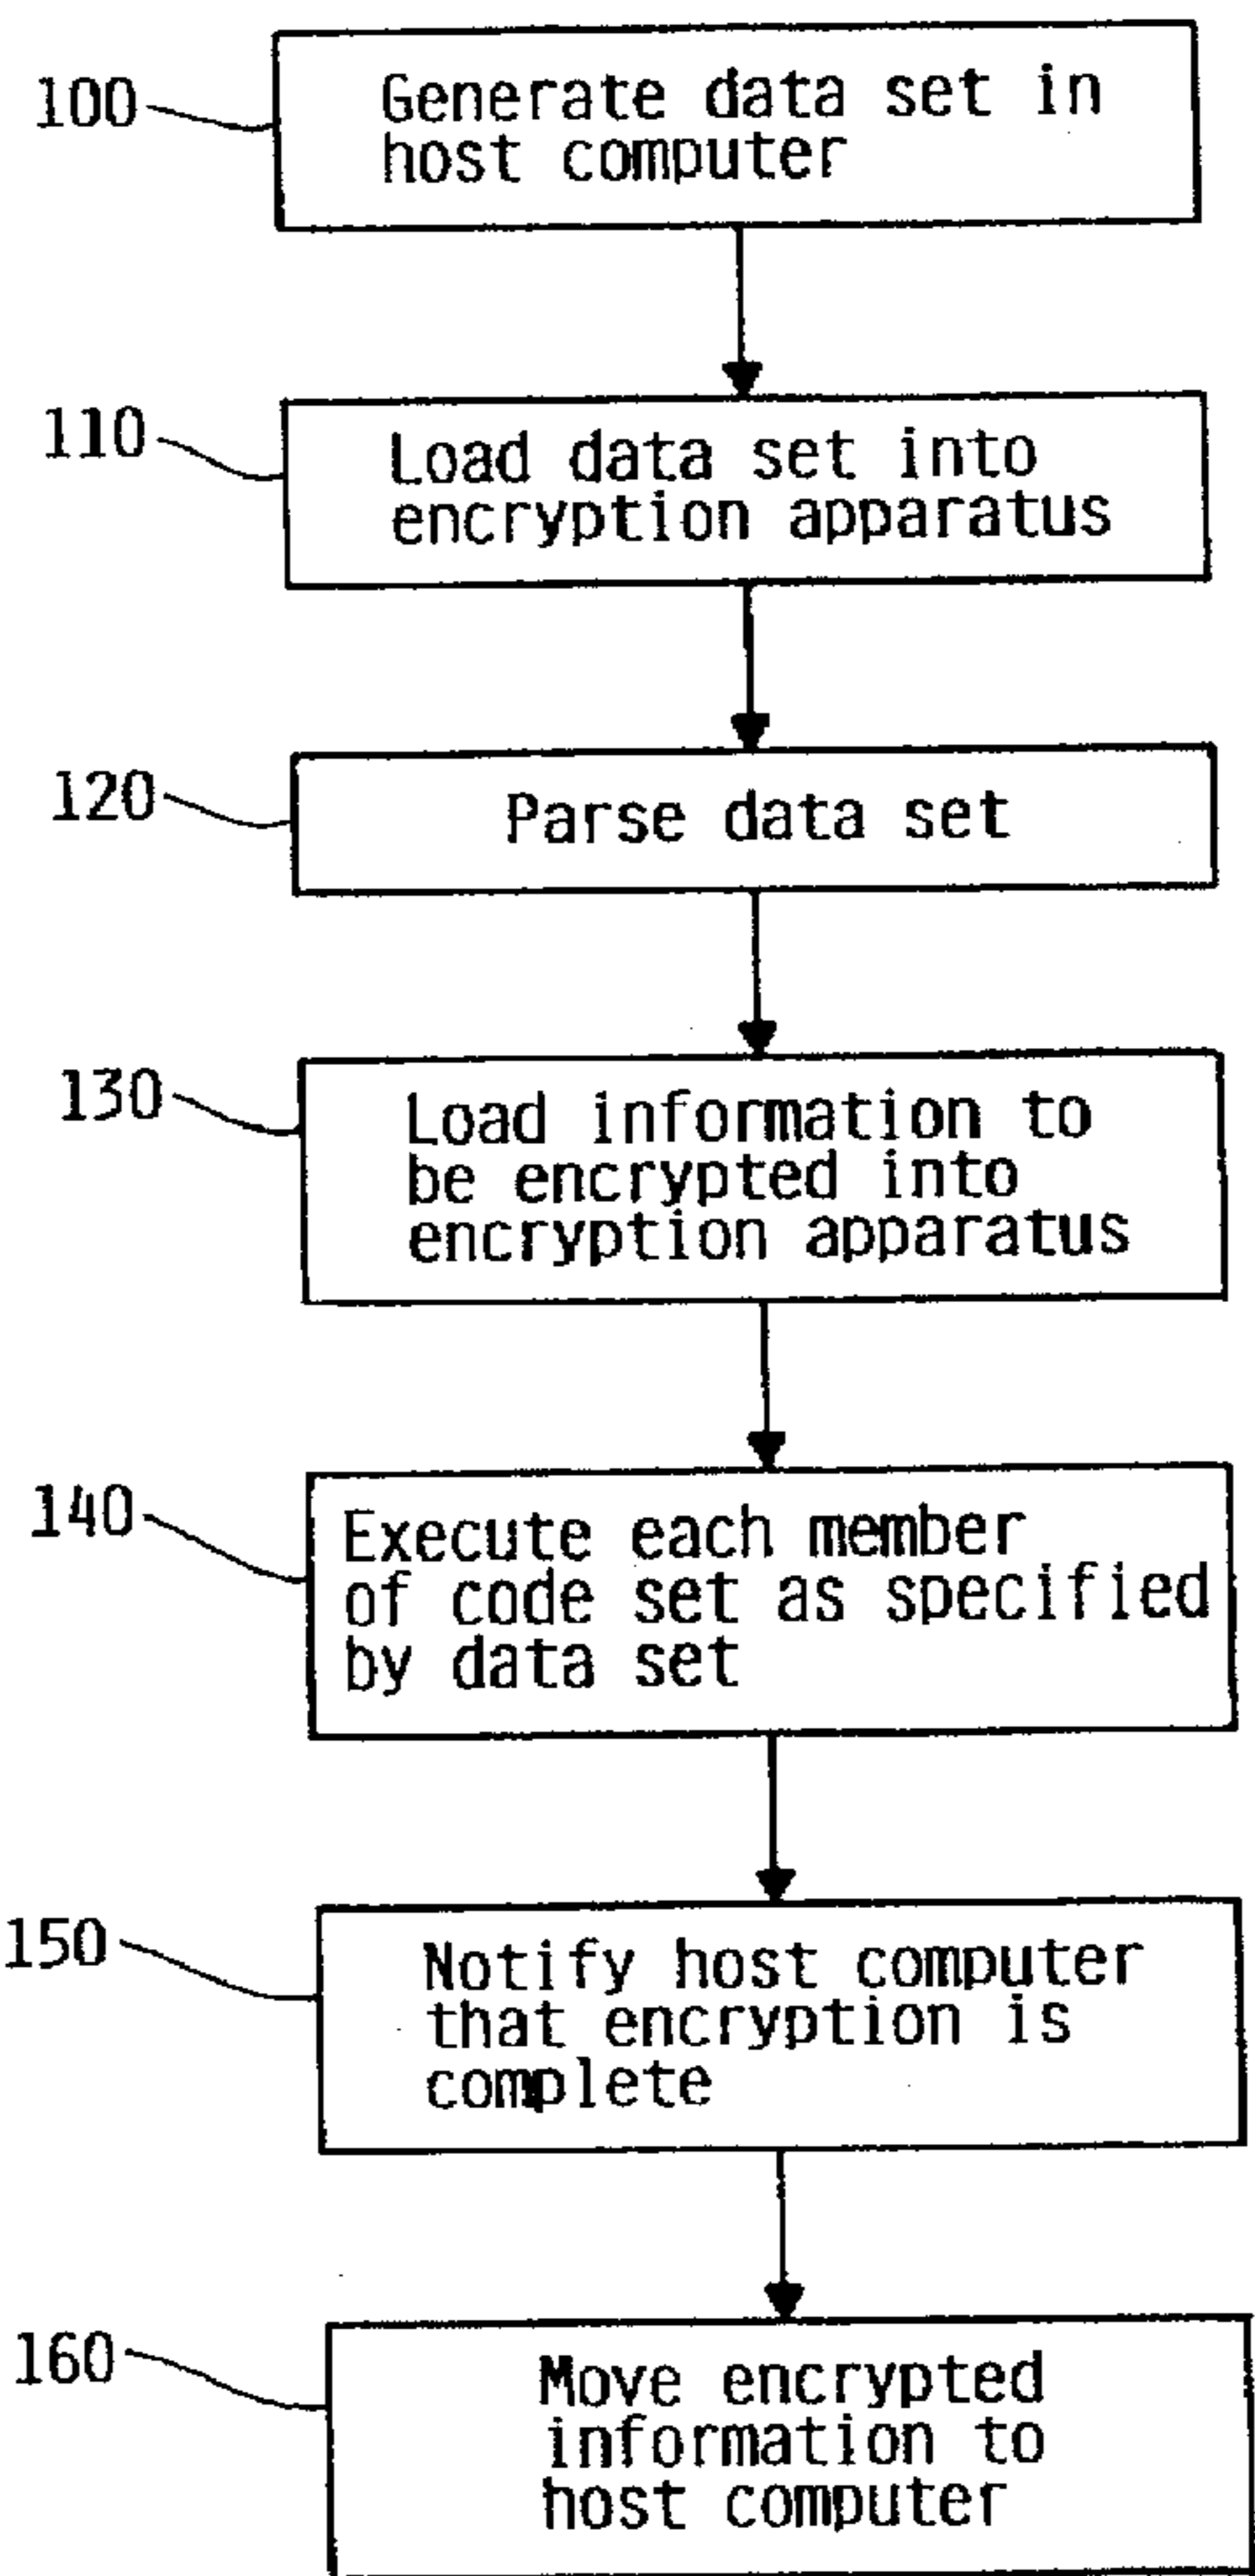 100
Generate data set in
host computer
110
Load data set into
encryption apparatus
120
Parse data set
130
Load information to
be encrypted into
encryption apparatus
140
Execute each member
of code set as specified
by data set
150
Notify host computer
that encryption is
complete
160
Move encrypted
information to
host computer